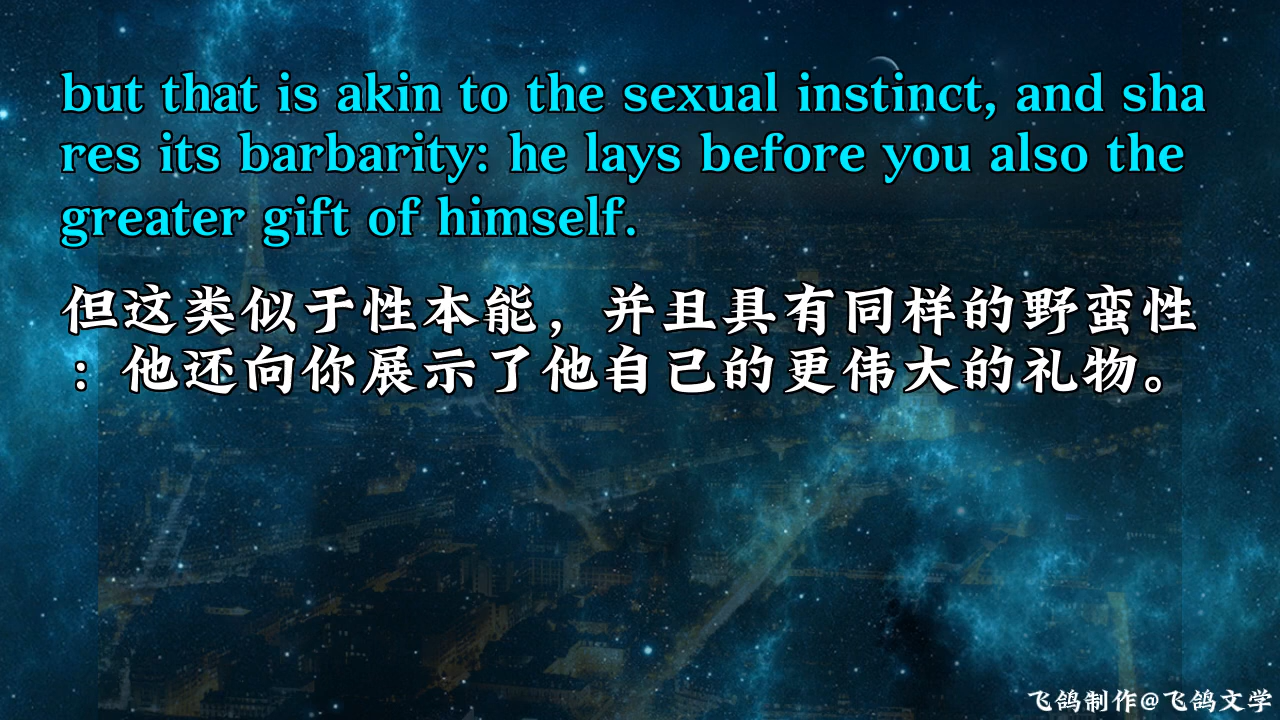 but that is akin to the sexual instinct, and sha
res its barbarity: he lays before you also the
greater gift of himself.
但这类似于性本能，并且具有同样的野蛮性
：他还向你展示了他自己的更伟大的礼物。
飞鸽制作@飞鸽文学